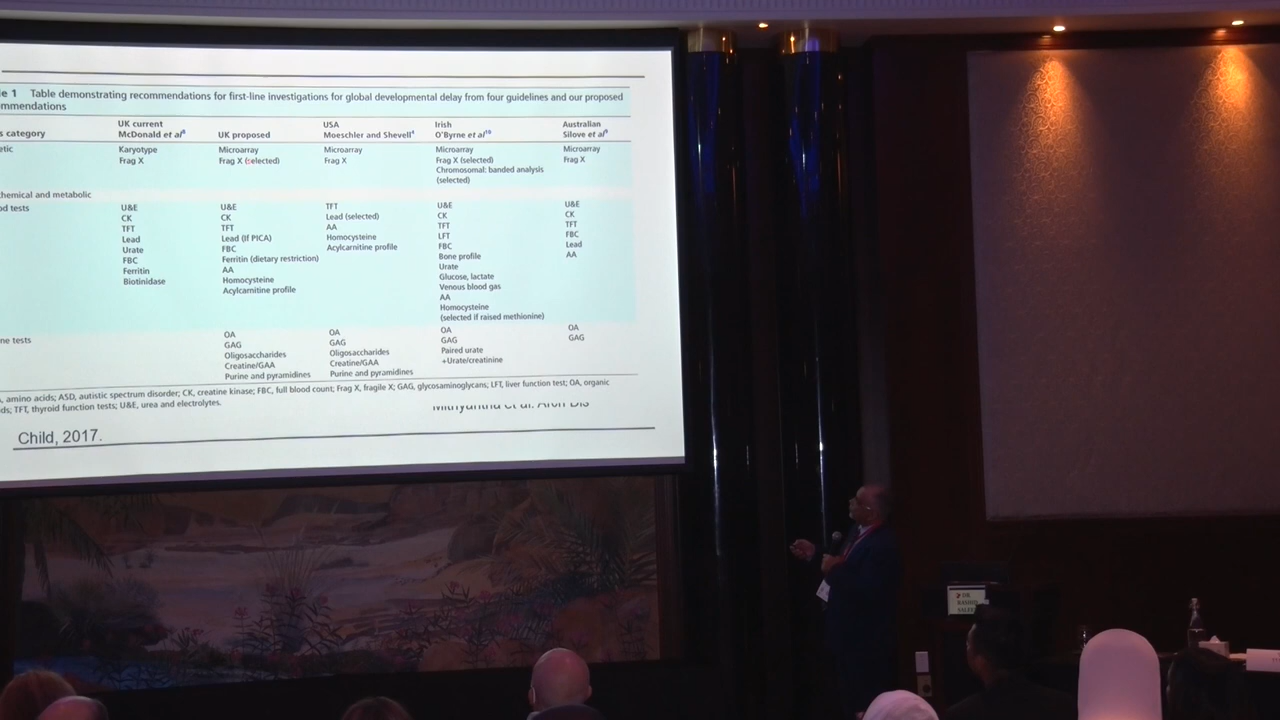 e 1 Table demonstrating recommendations for first-line investigations for global developmental delay from four guidelines and our proposed
mmendations
s category
UK current
McDonald et al8
UK proposed
USA
Moeschler and Shevell4
Irish
O'Byrne et al10
Australian
Silove et al9
etic
Karyotype
Frag X
Microarray
Frag X (selected)
Microarray
Frag X
Microarray
Frag X (selected)
Chromosomal: banded analysis
(selected)
Microarray
Frag X
hemical and metabolic
od tests
U&E
CK
TFT
Lead
Urate
FBC
Ferritin
Biotinidase
U&E
CK
TFT
Lead (If PICA)
FBC
Ferritin (dietary restriction)
AA
Homocysteine
Acylcarnitine profile
TFT
Lead (selected)
AA
Homocysteine
Acylcarnitine profile
U&E
CK
TFT
LFT
FBC
Bone profile
Urate
Glucose, lactate
Venous blood gas
AA
Homocysteine
(selected if raised methionine)
U&E
CK
TFT
FBC
Lead
AA
ne tests
OA
GAG
Oligosaccharides
Creatine/GAA
Purine and pyramidines
OA
GAG
Oligosaccharides
Creatine/GAA
Purine and pyramidines
OA
GAG
Paired urate
+Urate/creatinine
OA
GAG
, amino acids; ASD, autistic spectrum disorder; CK, creatine kinase; FBC, full blood count; Frag X, fragile X; GAG, glycosaminoglycans; LFT, liver function test; OA, organic
ds; TFT, thyroid function tests; U&E, urea and electrolytes.
Child, 2017.
DR
RASHID